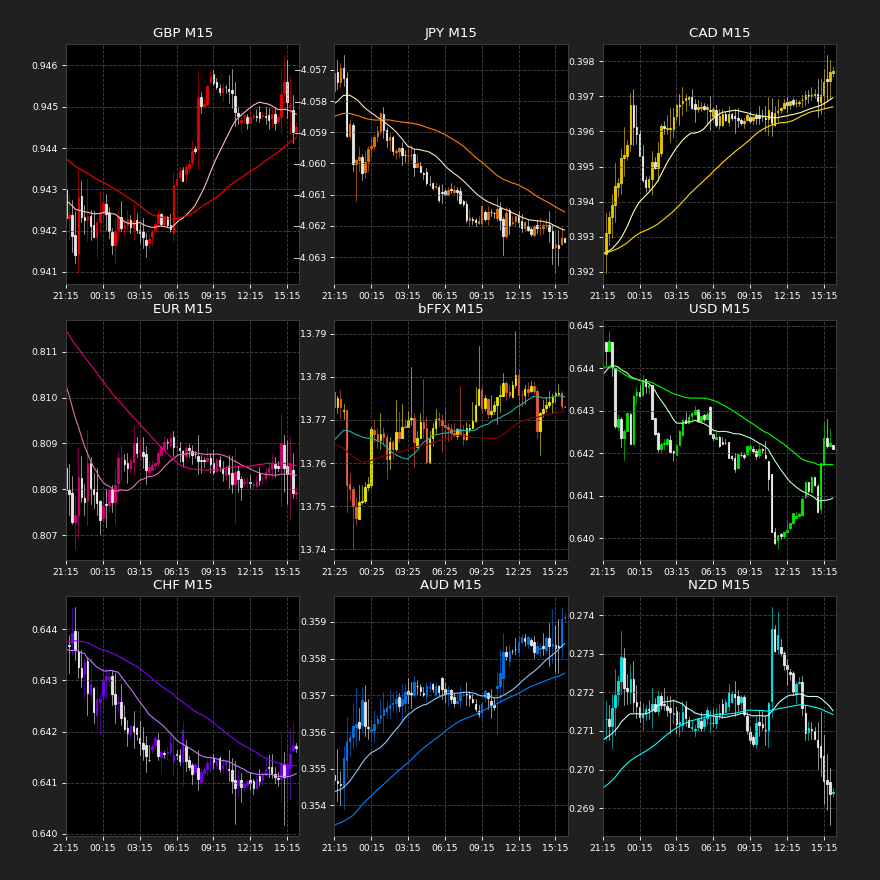 GBP M15 JPY M15 CAD M15
0.946 0.945 0.944 0.943 0.942 0.941
−4.057 −4.058 −4.059 −4.060 −4.061 −4.062 −4.063
0.398 0.397 0.396 0.395 0.394 0.393 0.392
21:15 00:15 03:15 06:15 09:15 12:15 15:15
21:25 00:25 03:25 06:25 09:25 12:25 15:25
21:15 00:15 03:15 06:15 09:15 12:15 15:15
EUR M15 bFFX M15 USD M15
0.811 0.810 0.809 0.808 0.807
13.79 13.78 13.77 13.76 13.75 13.74
0.645 0.644 0.643 0.642 0.641 0.640
21:15 00:15 03:15 06:15 09:15 12:15 15:15
21:25 00:25 03:25 06:25 09:25 12:25 15:25
21:15 00:15 03:15 06:15 09:15 12:15 15:15
CHF M15 AUD M15 NZD M15
0.644 0.643 0.642 0.641 0.640
0.359 0.358 0.357 0.356 0.355 0.354
0.274 0.273 0.272 0.271 0.270 0.269
21:15 00:15 03:15 06:15 09:15 12:15 15:15
21:15 00:15 03:15 06:15 09:15 12:15 15:15
21:15 00:15 03:15 06:15 09:15 12:15 15:15